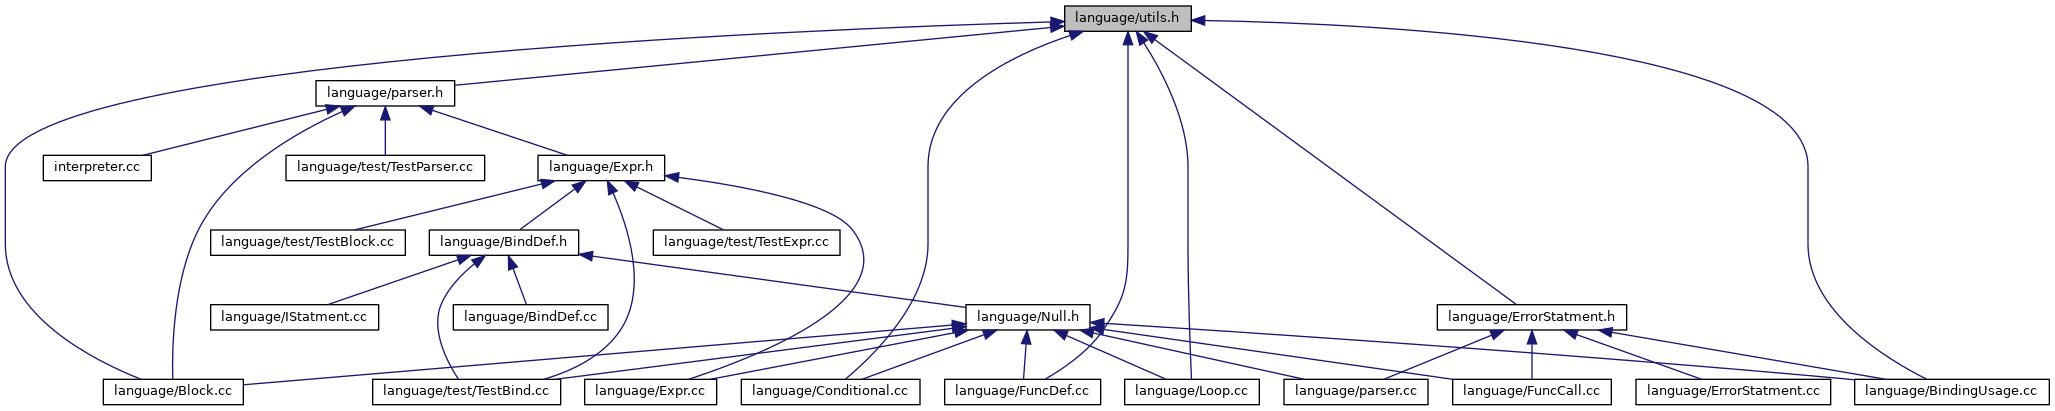 language/utils.h
language/parser.h
interpreter.cc
language/test/TestParser.cc
language/Expr.h
language/test/TestBlock.cc
language/BindDef.h
language/test/TestExpr.cc
language/IStatment.cc
language/BindDef.cc
language/Null.h
language/ErrorStatment.h
language/Block.cc
language/test/TestBind.cc
language/Expr.cc
language/Conditional.cc
language/FuncDef.cc
language/Loop.cc
language/parser.cc
language/FuncCall.cc
language/ErrorStatment.cc
language/BindingUsage.cc